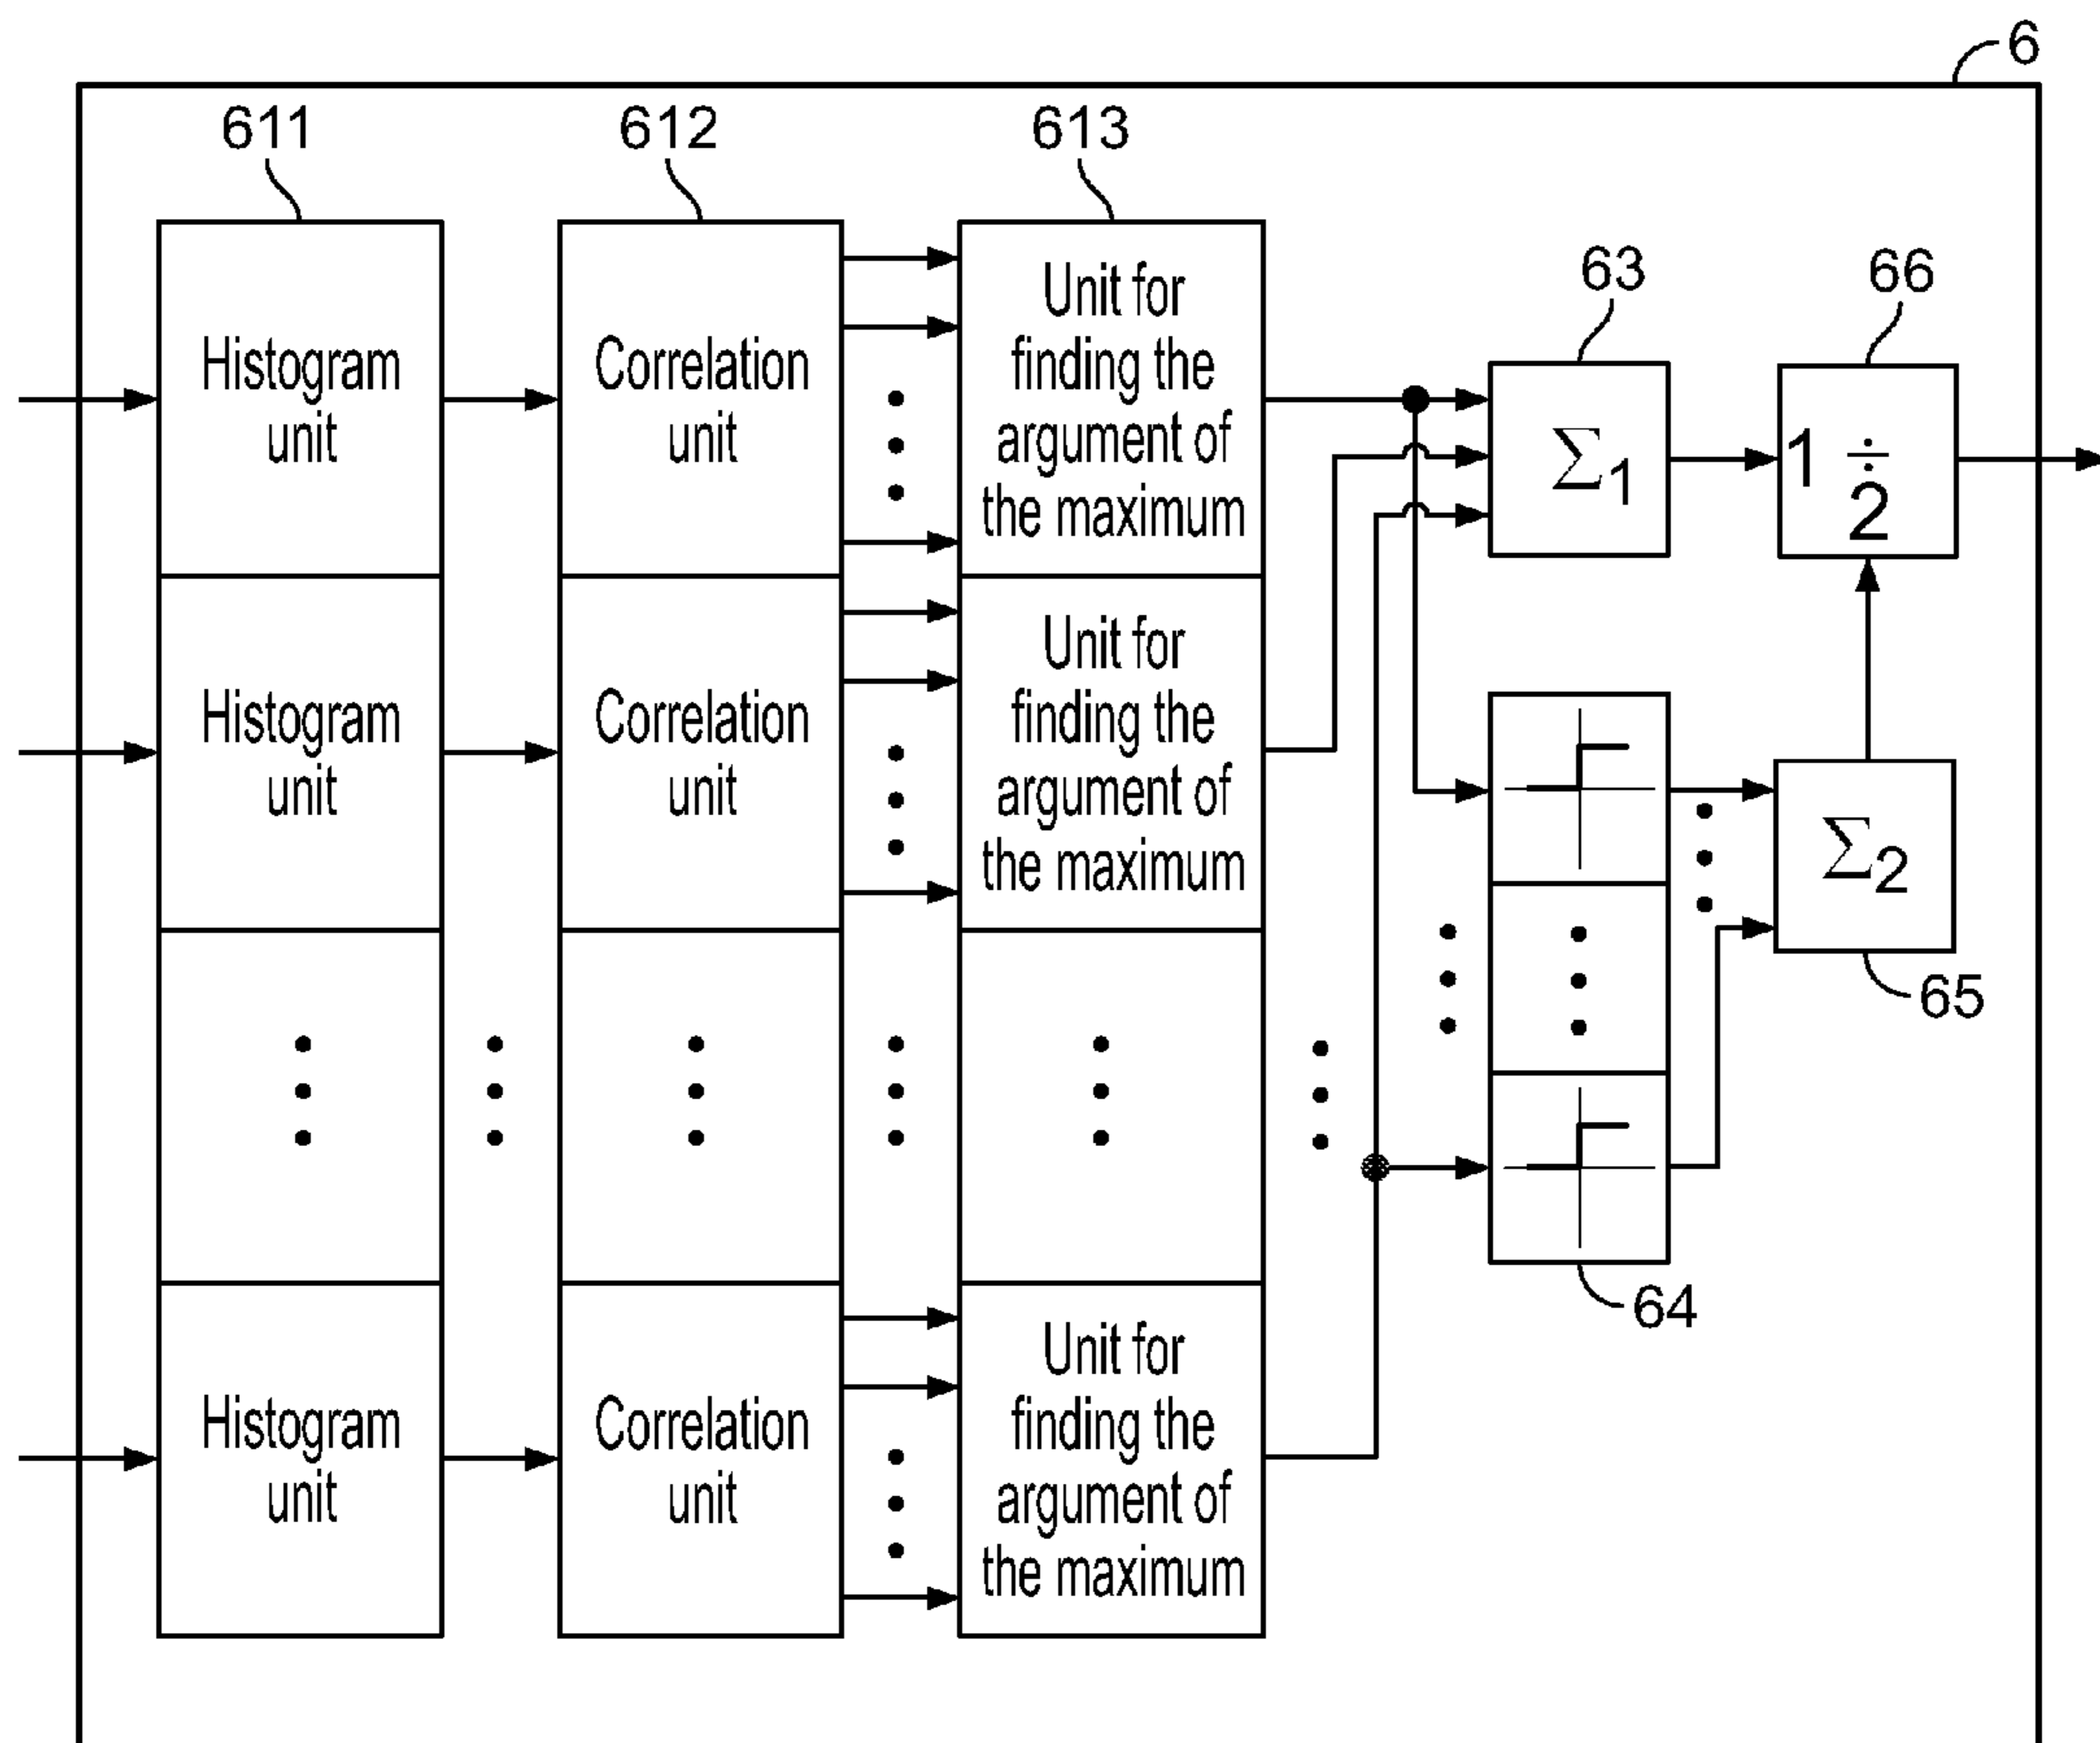 6
611
612
613
Histogram
unit
Correlation
unit
Unit for
finding the
argument of
the maximum
63
Σ1
66
1 ÷
2
Histogram
unit
Correlation
unit
Unit for
finding the
argument of
the maximum
Σ2
65
64
Histogram
unit
Correlation
unit
Unit for
finding the
argument of
the maximum